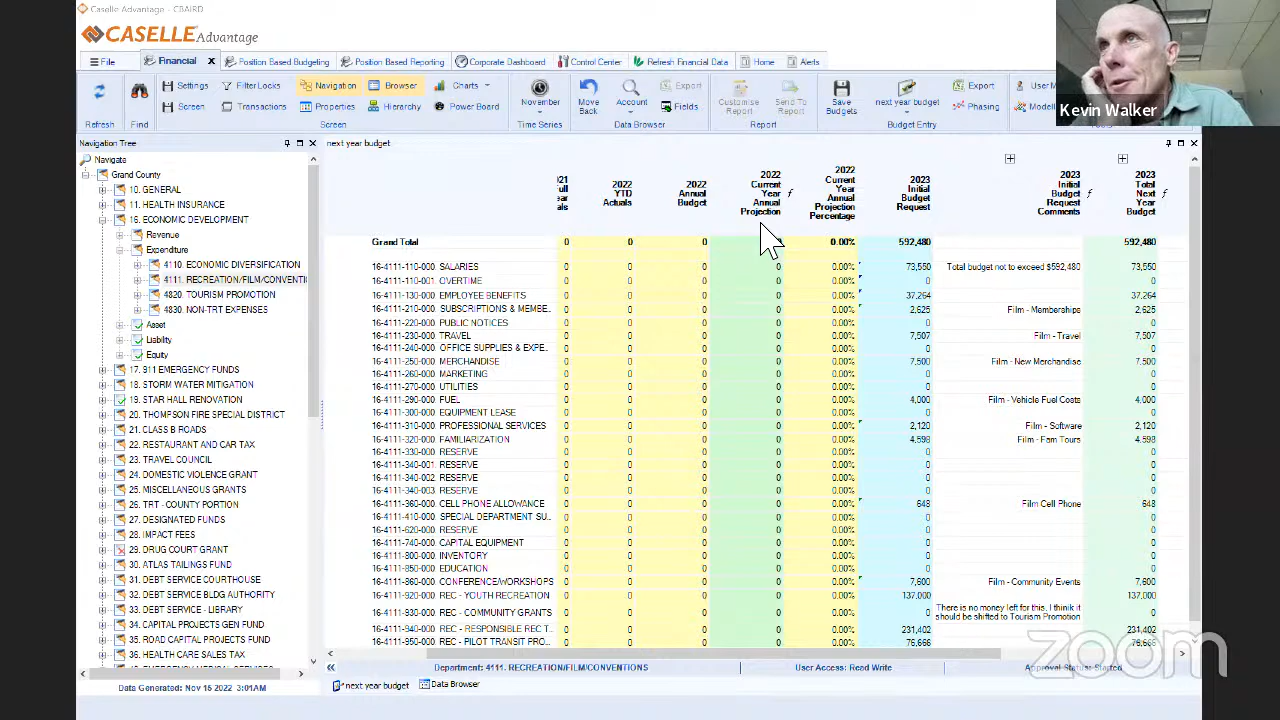 Caselle Advantage - CBAIRD
CASELLE Advantage
File
Financial X
Position Based Budgeting
Position Based Reporting
Corporate Dashboard
Control Center
Refresh Financial Data
Home
Alerts
Refresh
Find
Settings
Screen
Filter Locks
Transactions
Navigation
Properties
Browser
Hierarchy
Charts
Power Board
Screen
November
Time Series
Move Back
Account
Export
Fields
Data Browser
Customise Report
Send To Report
Report
Save Budgets
next year budget
Export
Phasing
Budget Entry
User M
Modell
Kevin Walker
Navigation Tree
Navigate
Grand County
10. GENERAL
11. HEALTH INSURANCE
16. ECONOMIC DEVELOPMENT
Revenue
Expenditure
4110. ECONOMIC DIVERSIFICATION
4111. RECREATION/FILM/CONVENTI
4820. TOURISM PROMOTION
4830. NON-TRT EXPENSES
Asset
Liability
Equity
17. 911 EMERGENCY FUNDS
18. STORM WATER MITIGATION
19. STAR HALL RENOVATION
20. THOMPSON FIRE SPECIAL DISTRICT
21. CLASS B ROADS
22. RESTAURANT AND CAR TAX
23. TRAVEL COUNCIL
24. DOMESTIC VIOLENCE GRANT
25. MISCELLANEOUS GRANTS
26. TRT - COUNTY PORTION
27. DESIGNATED FUNDS
28. IMPACT FEES
29. DRUG COURT GRANT
30. ATLAS TAILINGS FUND
31. DEBT SERVICE COURTHOUSE
32. DEBT SERVICE BLDG AUTHORITY
33. DEBT SERVICE - LIBRARY
34. CAPITAL PROJECTS GEN FUND
35. ROAD CAPITAL PROJECTS FUND
36. HEALTH CARE SALES TAX
Data Generated: Nov 15 2022, 3:01AM
next year budget
2022 YTD Actuals
2022 Annual Budget
2022 Current Year Annual Projection
2022 Current Year Annual Projection Percentage
2023 Initial Budget Request
2023 Initial Budget Request Comments
2023 Total Next Year Budget
Grand Total 0 0 0 0.00% 592,480 592,480
16-4111-110-000. SALARIES 0 0 0 0 0.00% 73,550 Total budget not to exceed $592,480 73,550
16-4111-110-001. OVERTIME 0 0 0 0 0.00% 0 0
16-4111-130-000. EMPLOYEE BENEFITS 0 0 0 0 0.00% 37,264 37,264
16-4111-210-000. SUBSCRIPTIONS & MEMBE... 0 0 0 0 0.00% 2,625 Film - Memberships 2,625
16-4111-220-000. PUBLIC NOTICES 0 0 0 0 0.00% 0 0
16-4111-230-000. TRAVEL 0 0 0 0 0.00% 7,507 Film - Travel 7,507
16-4111-240-000. OFFICE SUPPLIES & EXPE... 0 0 0 0 0.00% 0 0
16-4111-250-000. MERCHANDISE 0 0 0 0 0.00% 7,500 Film - New Merchandise 7,500
16-4111-260-000. MARKETING 0 0 0 0 0.00% 0 0
16-4111-270-000. UTILITIES 0 0 0 0 0.00% 0 0
16-4111-290-000. FUEL 0 0 0 0 0.00% 4,000 Film - Vehicle Fuel Costs 4,000
16-4111-300-000. EQUIPMENT LEASE 0 0 0 0 0.00% 0 0
16-4111-310-000. PROFESSIONAL SERVICES 0 0 0 0 0.00% 2,120 Film - Software 2,120
16-4111-320-000. FAMILIARIZATION 0 0 0 0 0.00% 4,598 Film - Fam Tours 4,598
16-4111-330-000. RESERVE 0 0 0 0 0.00% 0 0
16-4111-340-001. RESERVE 0 0 0 0 0.00% 0 0
16-4111-340-002. RESERVE 0 0 0 0 0.00% 0 0
16-4111-340-003. RESERVE 0 0 0 0 0.00% 0 0
16-4111-360-000. CELL PHONE ALLOWANCE 0 0 0 0 0.00% 648 Film Cell Phone 648
16-4111-410-000. SPECIAL DEPARTMENT SU... 0 0 0 0 0.00% 0 0
16-4111-620-000. RESERVE 0 0 0 0 0.00% 0 0
16-4111-740-000. CAPITAL EQUIPMENT 0 0 0 0 0.00% 0 0
16-4111-800-000. INVENTORY 0 0 0 0 0.00% 0 0
16-4111-850-000. EDUCATION 0 0 0 0 0.00% 0 0
16-4111-860-000. CONFERENCE/WORKSHOPS 0 0 0 0 0.00% 7,600 Film - Community Events 7,600
16-4111-920-000. REC - YOUTH RECREATION 0 0 0 0 0.00% 137,000 137,000
16-4111-930-000. REC - COMMUNITY GRANTS 0 0 0 0 0.00% 0 There is no money left for this, I think it should be shifted to Tourism Promotion 0
16-4111-940-000. REC - RESPONSIBLE REC T... 0 0 0 0 0.00% 231,402 231,402
16-4111-950-000. REC - PILOT TRANSIT PRO... 0 0 0 0 0.00% 76,666 76,666
Department: 4111. RECREATION/FILM/CONVENTIONS
User Access: Read Write
Approval Status: Started
next year budget
Data Browser
zoom